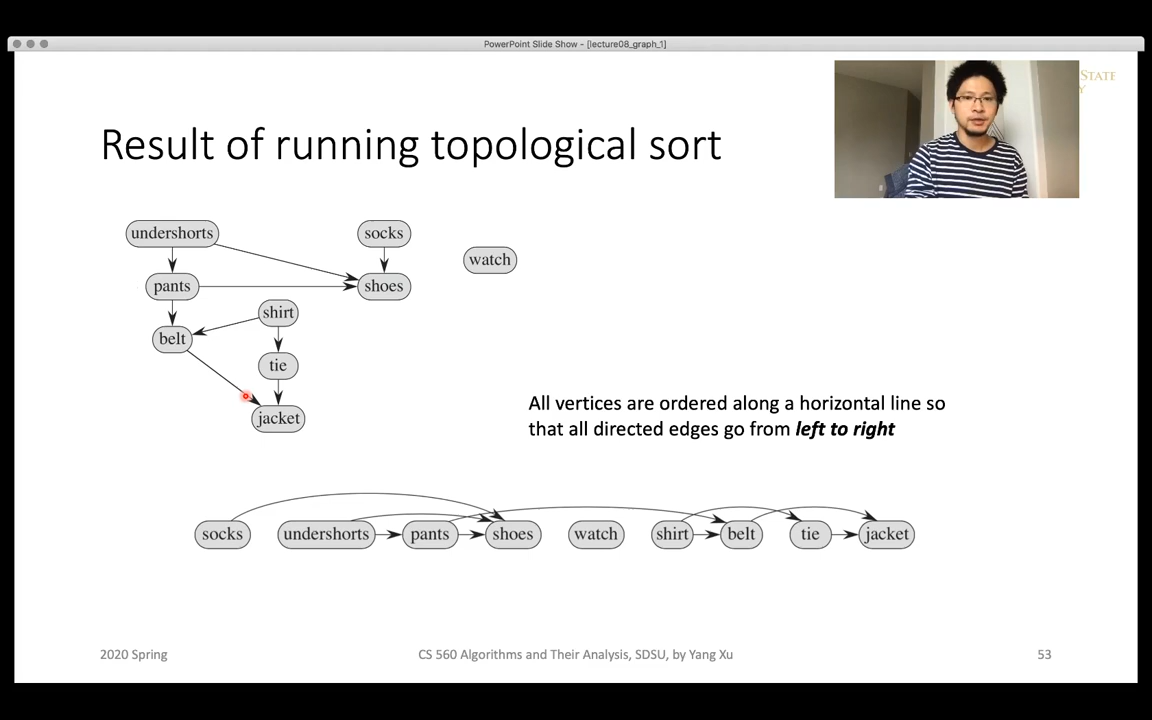 PowerPoint Slide Show - [lecture08_graph_1]
STATE
Y
Result of running topological sort
undershorts
socks
watch
pants
shoes
shirt
belt
tie
jacket
All vertices are ordered along a horizontal line so
that all directed edges go from left to right
socks undershorts pants shoes watch shirt belt tie jacket
2020 Spring
CS 560 Algorithms and Their Analysis, SDSU, by Yang Xu
53